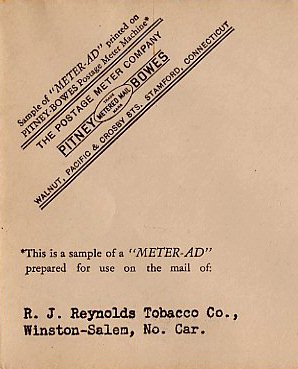 Sample of "METER-AD" printed on
PITNEY-BOWES Postage Meter Machine*
THE POSTAGE METER COMPANY
PITNEY METERED MAIL BOWES
WALNUT, PACIFIC & CROSBY STS. STAMFORD, CONNECTICUT
*This is a sample of a "METER-AD"
prepared for use on the mail of:
R. J. Reynolds Tobacco Co.,
Winston-Salem, No. Car.